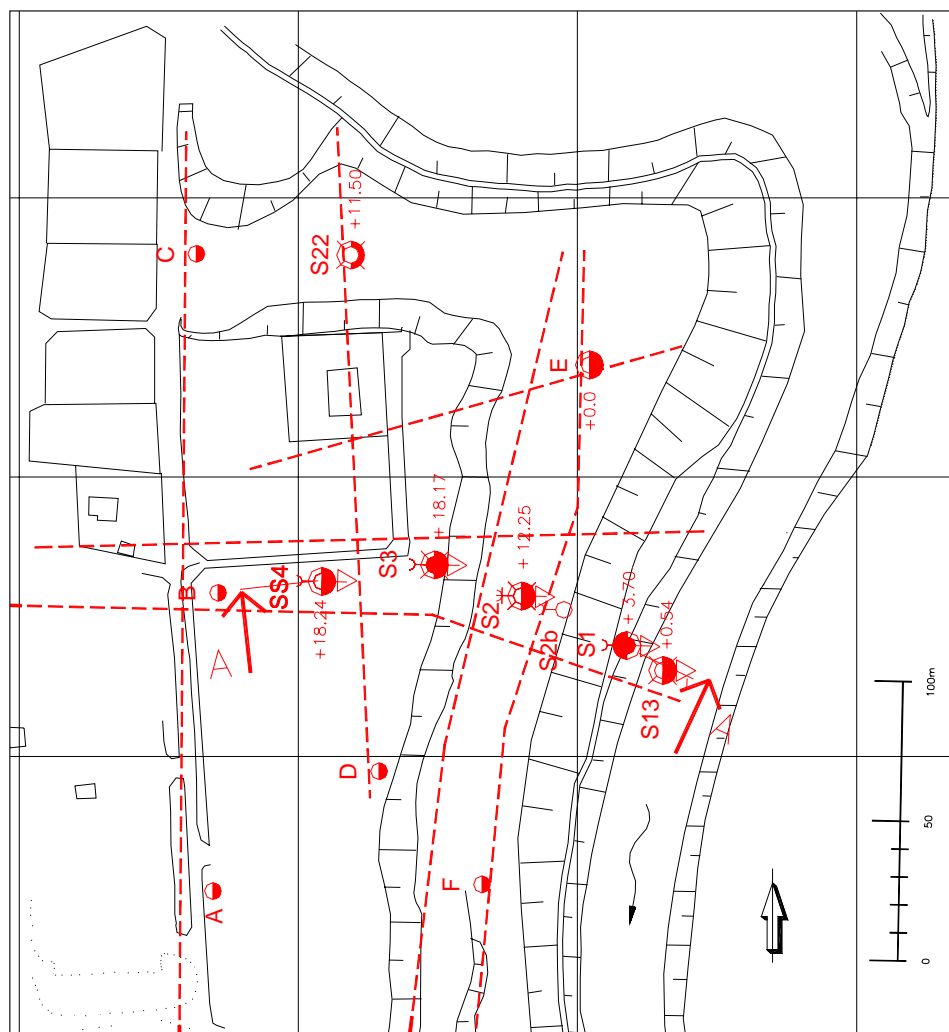 C
S22
+11.50
E
+0.0
+ 18.17
S3
+ 12.25
S2
B
SS4
+18.24
A
S2b
S1
+ 3.70
+0.54
S13
A
D
F
A
100m
50
0